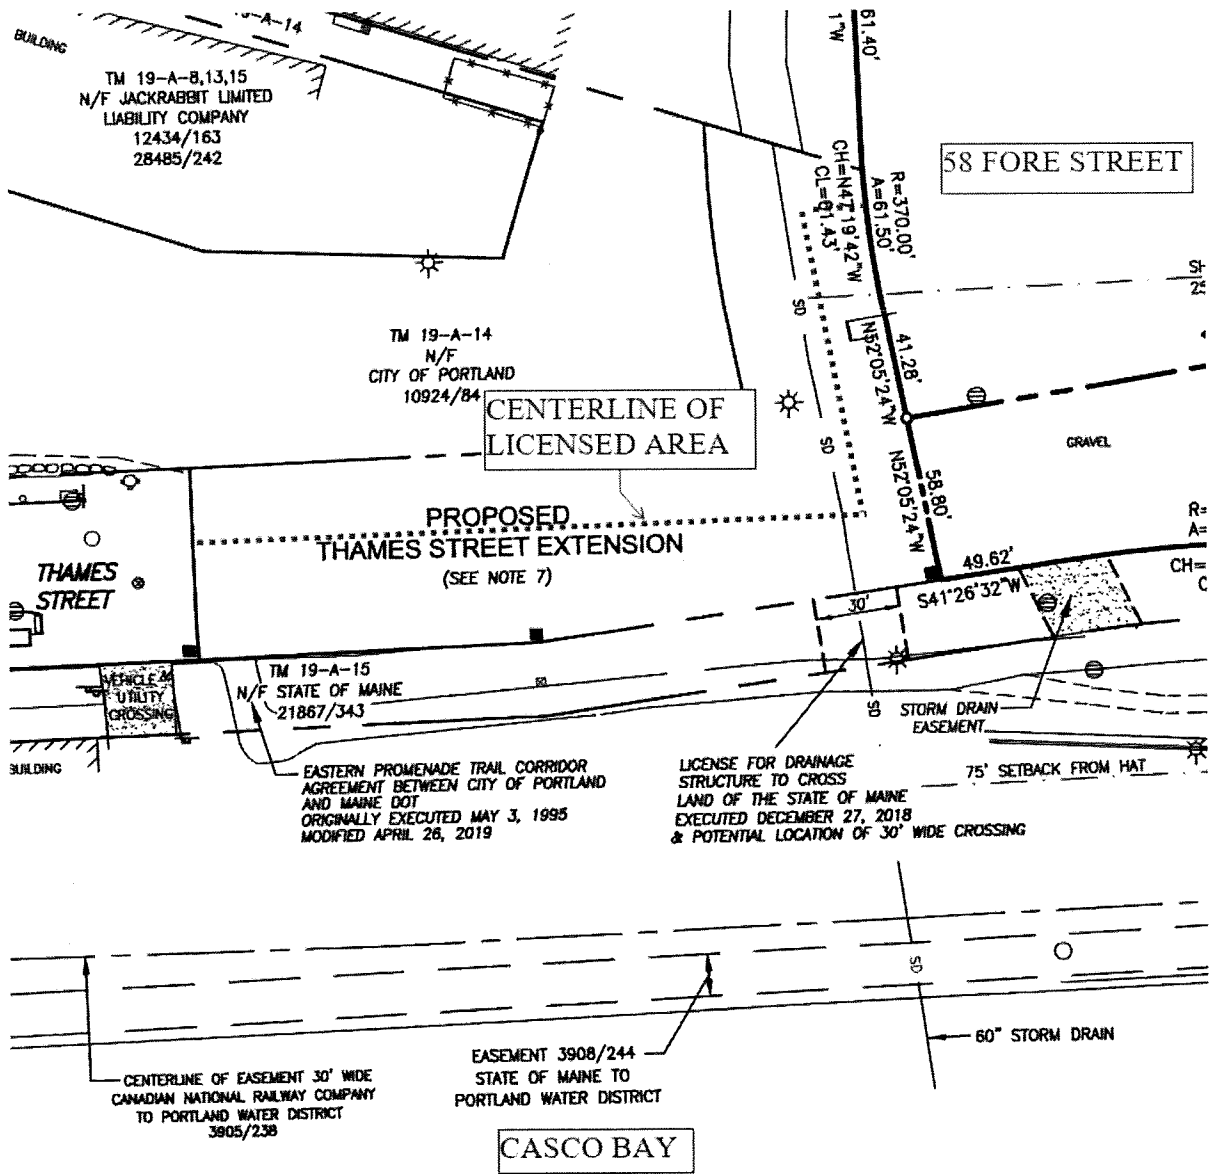 19-A-14
BUILDING
TM 19-A-8,13,15
N/F JACKRABBIT LIMITED
LIABILITY COMPANY
12434/163
28485/242
61.40'
1"W
58 FORE STREET
R=370.00'
A=61.50'
CH=N47°19'42"W
CL=61.43'
SD
TM 19-A-14
N/F
CITY OF PORTLAND
10924/84
41.28'
N52°05'24"W
CENTERLINE OF
LICENSED AREA
SD
GRAVEL
58.80'
N52°05'24"W
PROPOSED
THAMES STREET EXTENSION
(SEE NOTE 7)
THAMES
STREET
R=
A=
CH=
49.62'
S41°26'32"W
30'
VEHICLE &
UTILITY
CROSSING
TM 19-A-15
N/F STATE OF MAINE
21867/343
SD
STORM DRAIN
EASEMENT
BUILDING
EASTERN PROMENADE TRAIL CORRIDOR
AGREEMENT BETWEEN CITY OF PORTLAND
AND MAINE DOT
ORIGINALLY EXECUTED MAY 3, 1995
MODIFIED APRIL 26, 2019
LICENSE FOR DRAINAGE
STRUCTURE TO CROSS
LAND OF THE STATE OF MAINE
EXECUTED DECEMBER 27, 2018
& POTENTIAL LOCATION OF 30' WIDE CROSSING
75' SETBACK FROM HAT
SD
60" STORM DRAIN
EASEMENT 3908/244
STATE OF MAINE TO
PORTLAND WATER DISTRICT
CENTERLINE OF EASEMENT 30' WIDE
CANADIAN NATIONAL RAILWAY COMPANY
TO PORTLAND WATER DISTRICT
3905/238
CASCO BAY